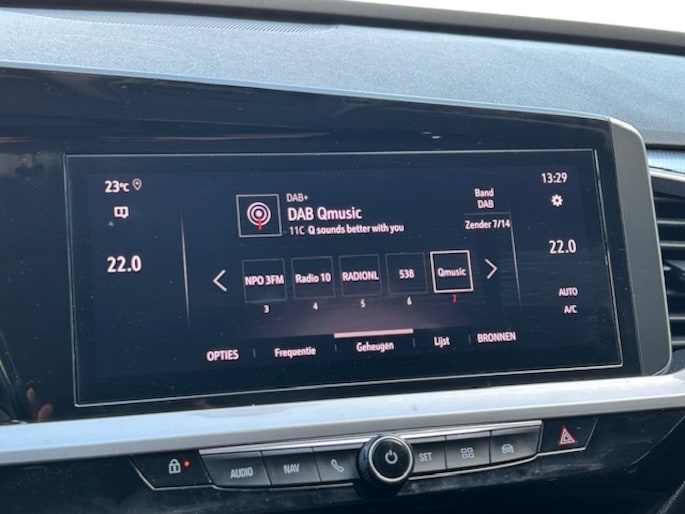 23°C
13:29
DAB+
Band
DAB
DAB Qmusic
11C Q sounds better with you
Zender 7/14
22.0
22.0
NPO 3FM
Radio 10
RADIONL
538
Qmusic
3
4
5
6
7
AUTO
A/C
OPTIES
Frequentie
Geheugen
Lijst
BRONNEN
AUDIO
NAV
SET